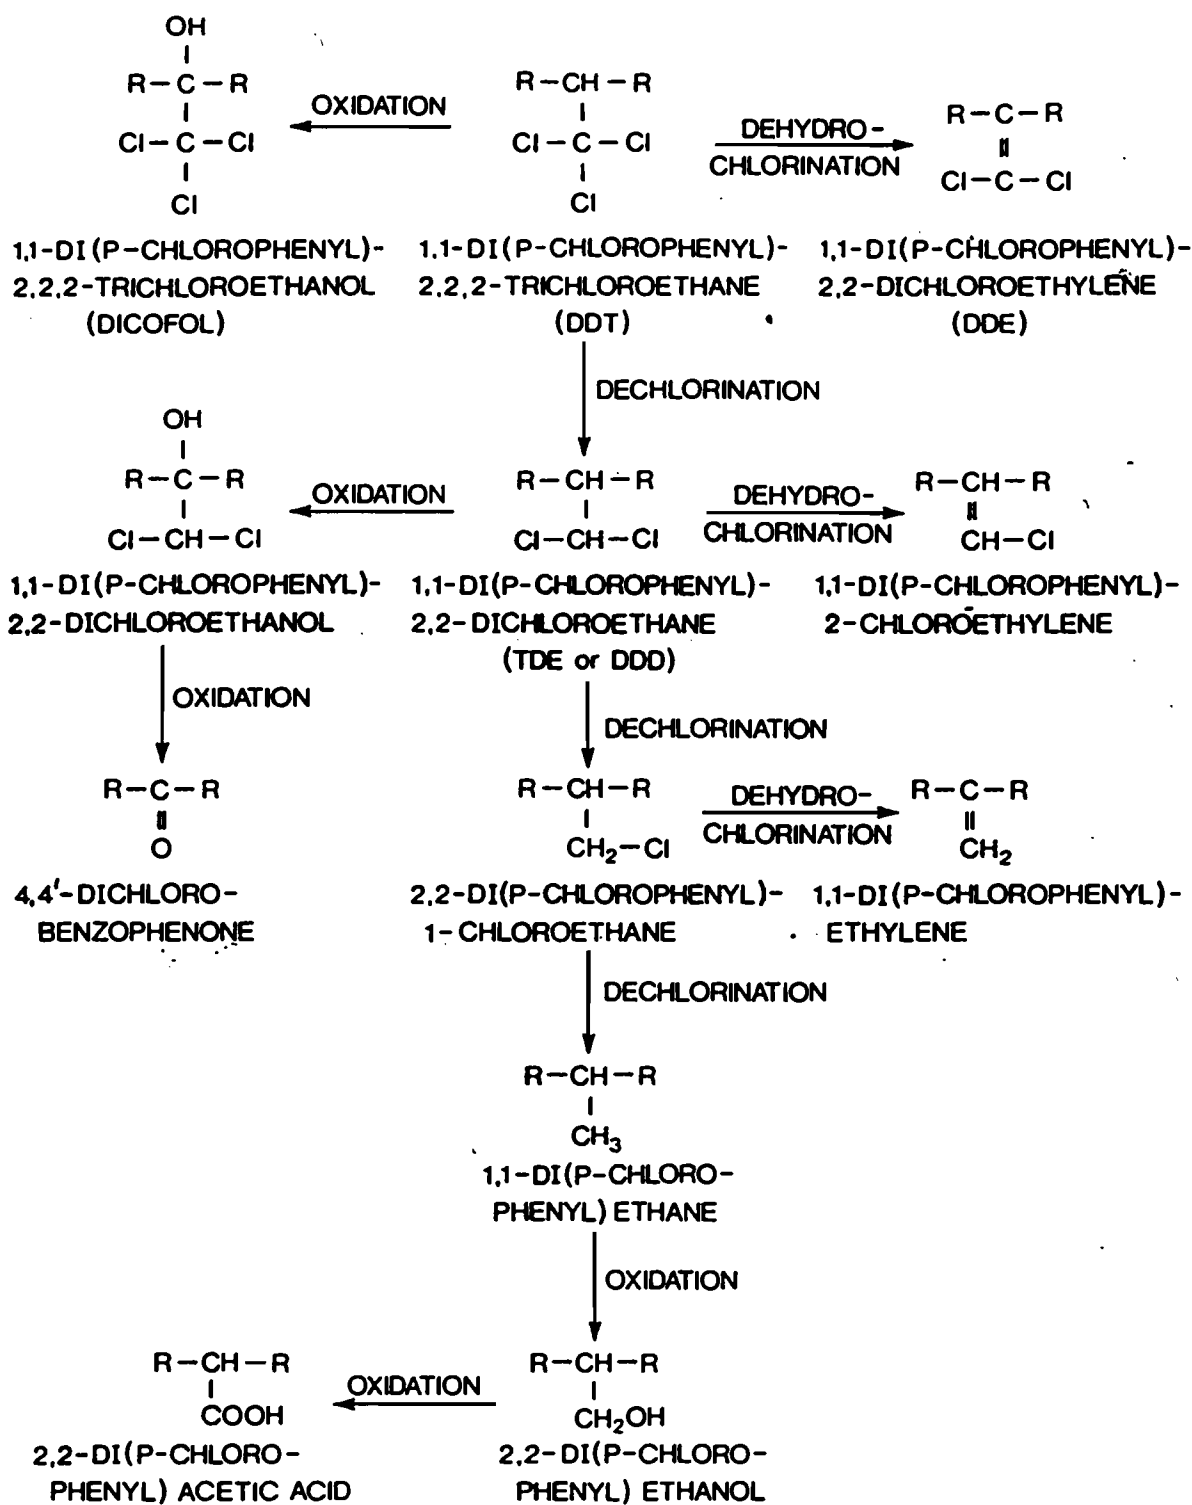 OH
R-C-R
Cl-C-Cl
Cl
1,1-DI(P-CHLOROPHENYL)-
2,2,2-TRICHLOROETHANOL
(DICOFOL)
OXIDATION
R-CH-R
Cl-C-Cl
Cl
1,1-DI(P-CHLOROPHENYL)-
2,2,2-TRICHLOROETHANE
(DDT)
DEHYDRO-
CHLORINATION
R-C-R
Cl-C-Cl
1,1-DI(P-CHLOROPHENYL)-
2,2-DICHLOROETHYLENE
(DDE)
DECHLORINATION
OH
R-C-R
Cl-CH-Cl
1,1-DI(P-CHLOROPHENYL)-
2,2-DICHLOROETHANOL
OXIDATION
R-CH-R
Cl-CH-Cl
1,1-DI(P-CHLOROPHENYL)-
2,2-DICHLOROETHANE
(TDE or DDD)
DEHYDRO-
CHLORINATION
R-CH-R
CH-Cl
1,1-DI(P-CHLOROPHENYL)-
2-CHLOROETHYLENE
OXIDATION
DECHLORINATION
R-C-R
O
4,4'-DICHLORO-
BENZOPHENONE
R-CH-R
CH₂-Cl
2,2-DI(P-CHLOROPHENYL)-
1-CHLOROETHANE
DEHYDRO-
CHLORINATION
R-C-R
CH₂
1,1-DI(P-CHLOROPHENYL)-
ETHYLENE
DECHLORINATION
R-CH-R
CH₃
1,1-DI(P-CHLORO-
PHENYL) ETHANE
OXIDATION
R-CH-R
COOH
2,2-DI(P-CHLORO-
PHENYL) ACETIC ACID
OXIDATION
R-CH-R
CH₂OH
2,2-DI(P-CHLORO-
PHENYL) ETHANOL